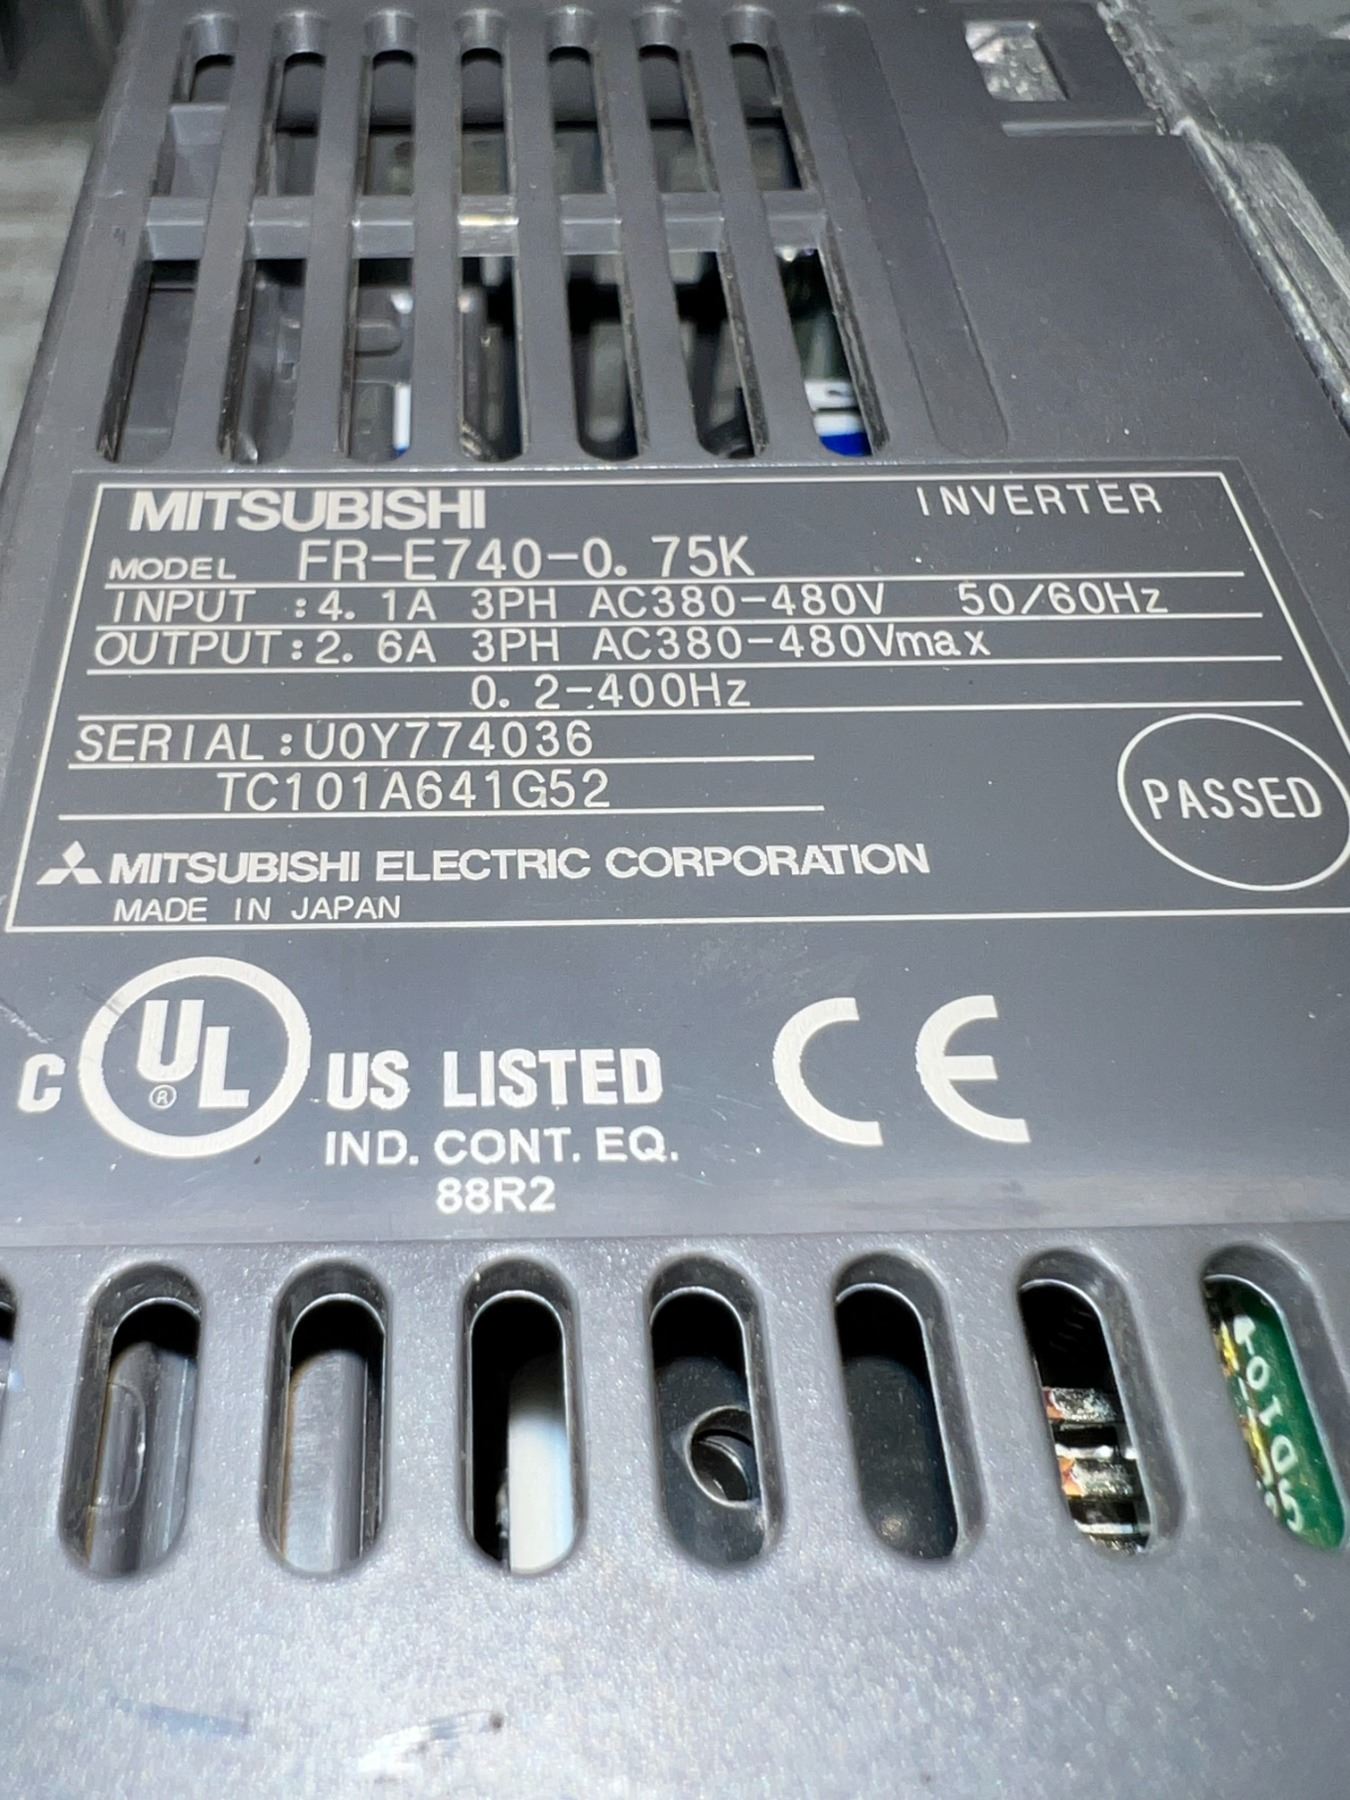 MITSUBISHI INVERTER
MODEL FR-E740-0.75K
INPUT :4.1A 3PH AC380-480V 50/60Hz
OUTPUT:2.6A 3PH AC380-480Vmax
0.2-400Hz
SERIAL:U0Y774036
TC101A641G52
PASSED
MITSUBISHI ELECTRIC CORPORATION
MADE IN JAPAN
C UL ® US LISTED CE
IND. CONT. EQ.
88R2